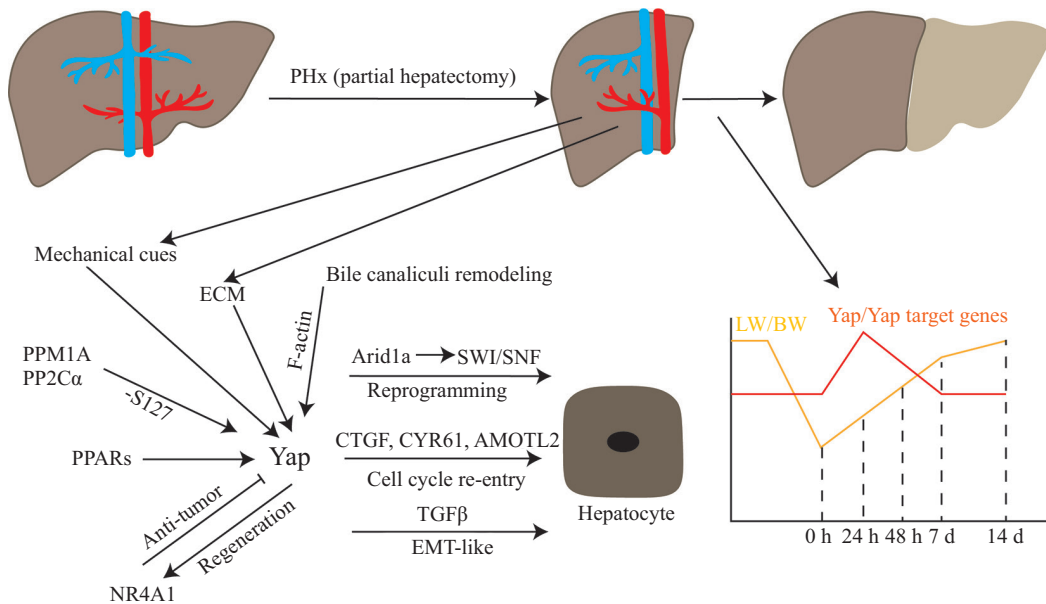 PHx (partial hepatectomy)
Mechanical cues
ECM
Bile canaliculi remodeling
F-actin
PPM1A
PP2Cα
-S127
PPARs
Yap
Anti-tumor
Regeneration
NR4A1
Arid1a
SWI/SNF
Reprogramming
CTGF, CYR61, AMOTL2
Cell cycle re-entry
TGFβ
EMT-like
Hepatocyte
LW/BW
Yap/Yap target genes
0 h 24 h 48 h 7 d 14 d